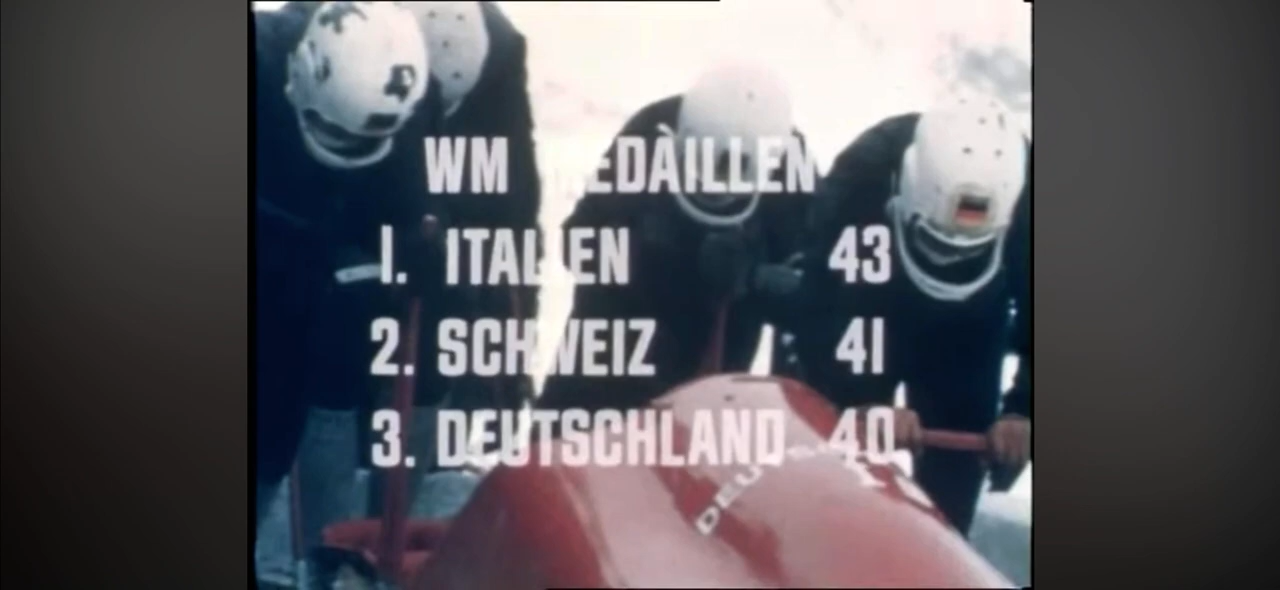 WM MEDAILLEN
1. ITALIEN 43
2. SCHWEIZ 41
3. DEUTSCHLAND 40